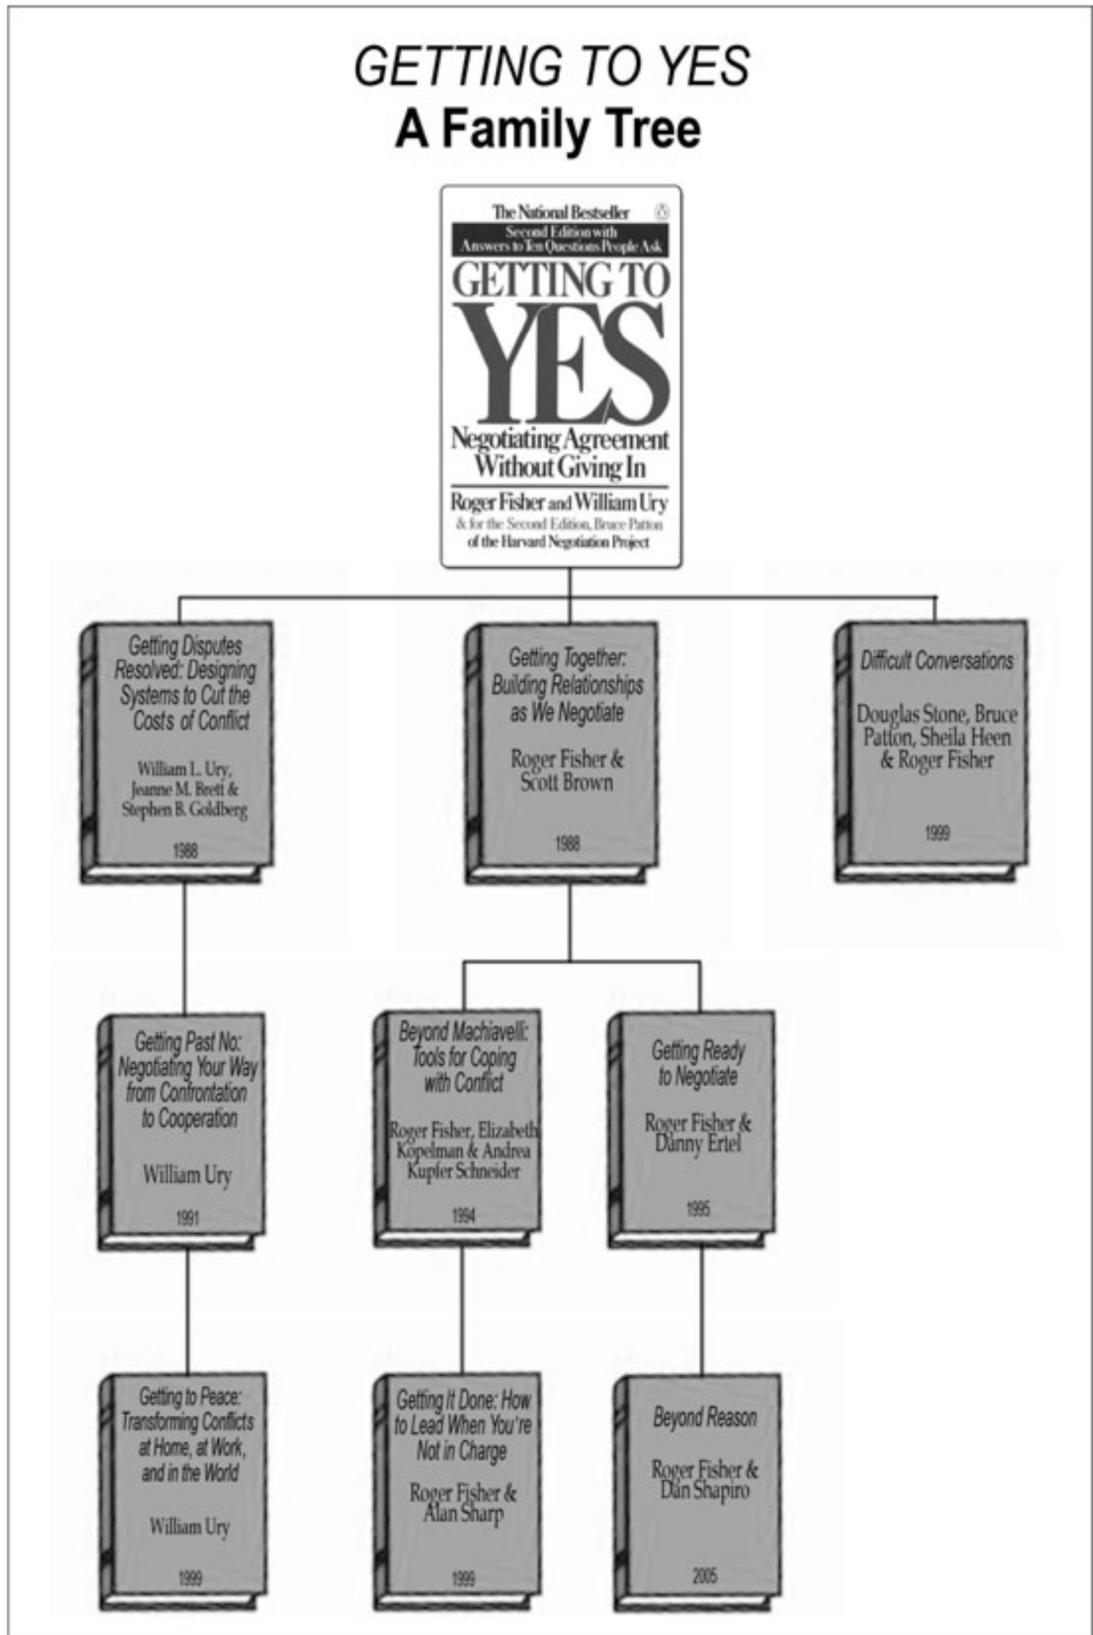 GETTING TO YES
A Family Tree
The National Bestseller
Second Edition with
Answers to Ten Questions People Ask
GETTING TO
YES
Negotiating Agreement
Without Giving In
Roger Fisher and William Ury
& for the Second Edition, Bruce Patton
of the Harvard Negotiation Project
Getting Disputes
Resolved: Designing
Systems to Cut the
Costs of Conflict
William L. Ury,
Jeanne M. Brett &
Stephen B. Goldberg
1988
Getting Together:
Building Relationships
as We Negotiate
Roger Fisher &
Scott Brown
1988
Difficult Conversations
Douglas Stone, Bruce
Patton, Sheila Heen
& Roger Fisher
1999
Getting Past No:
Negotiating Your Way
from Confrontation
to Cooperation
William Ury
1991
Beyond Machiavelli:
Tools for Coping
with Conflict
Roger Fisher, Elizabeth
Kopelman & Andrea
Kupfer Schneider
1994
Getting Ready
to Negotiate
Roger Fisher &
Danny Ertel
1995
Getting to Peace:
Transforming Conflicts
at Home, at Work,
and in the World
William Ury
1999
Getting It Done: How
to Lead When You're
Not in Charge
Roger Fisher &
Alan Sharp
1999
Beyond Reason
Roger Fisher &
Dan Shapiro
2005